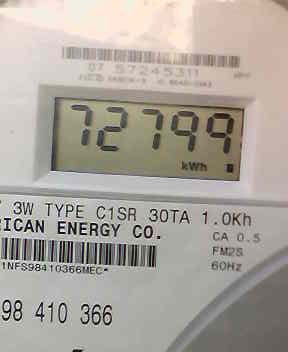 07 57245311
72799
kWh
3W TYPE C1SR 30TA 1.0Kh
RICAN ENERGY CO.
CA 0.5
FM2S
1NFS98410366MEC*
60Hz
98 410 366